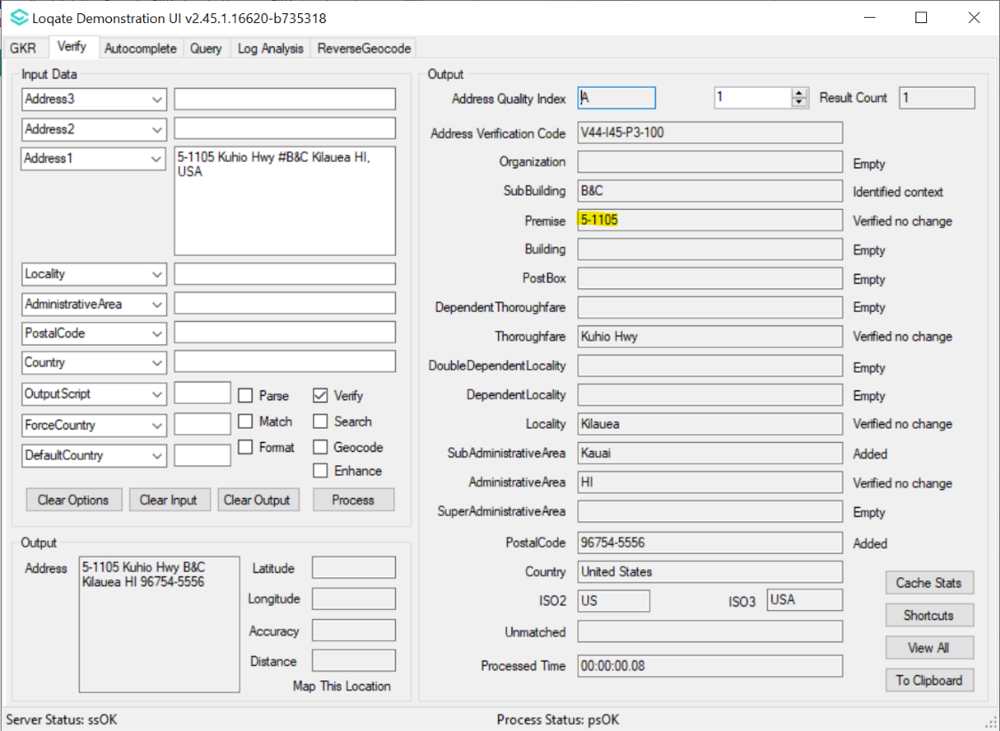 Loqate Demonstration UI v2.45.1.16620-b735318
GKR Verify Autocomplete Query Log Analysis ReverseGeocode
Input Data
Address3
Address2
Address1 5-1105 Kuhio Hwy #B&C Kilauea HI,
USA
Locality
AdministrativeArea
PostalCode
Country
OutputScript Parse Verify
ForceCountry Match Search
DefaultCountry Format Geocode
Enhance
Clear Options Clear Input Clear Output Process
Output
Address 5-1105 Kuhio Hwy B&C
Kilauea HI 96754-5556
Latitude
Longitude
Accuracy
Distance
Map This Location
Output
Address Quality Index A 1 Result Count 1
Address Verification Code V44-I45-P3-100
Organization Empty
SubBuilding B&C Identified context
Premise 5-1105 Verified no change
Building Empty
PostBox Empty
DependentThoroughfare Empty
Thoroughfare Kuhio Hwy Verified no change
DoubleDependentLocality Empty
DependentLocality Empty
Locality Kilauea Verified no change
SubAdministrativeArea Kauai Added
AdministrativeArea HI Verified no change
SuperAdministrativeArea Empty
PostalCode 96754-5556 Added
Country United States
ISO2 US ISO3 USA
Unmatched
Processed Time 00:00:00.08
Cache Stats
Shortcuts
View All
To Clipboard
Server Status: ssOK Process Status: psOK